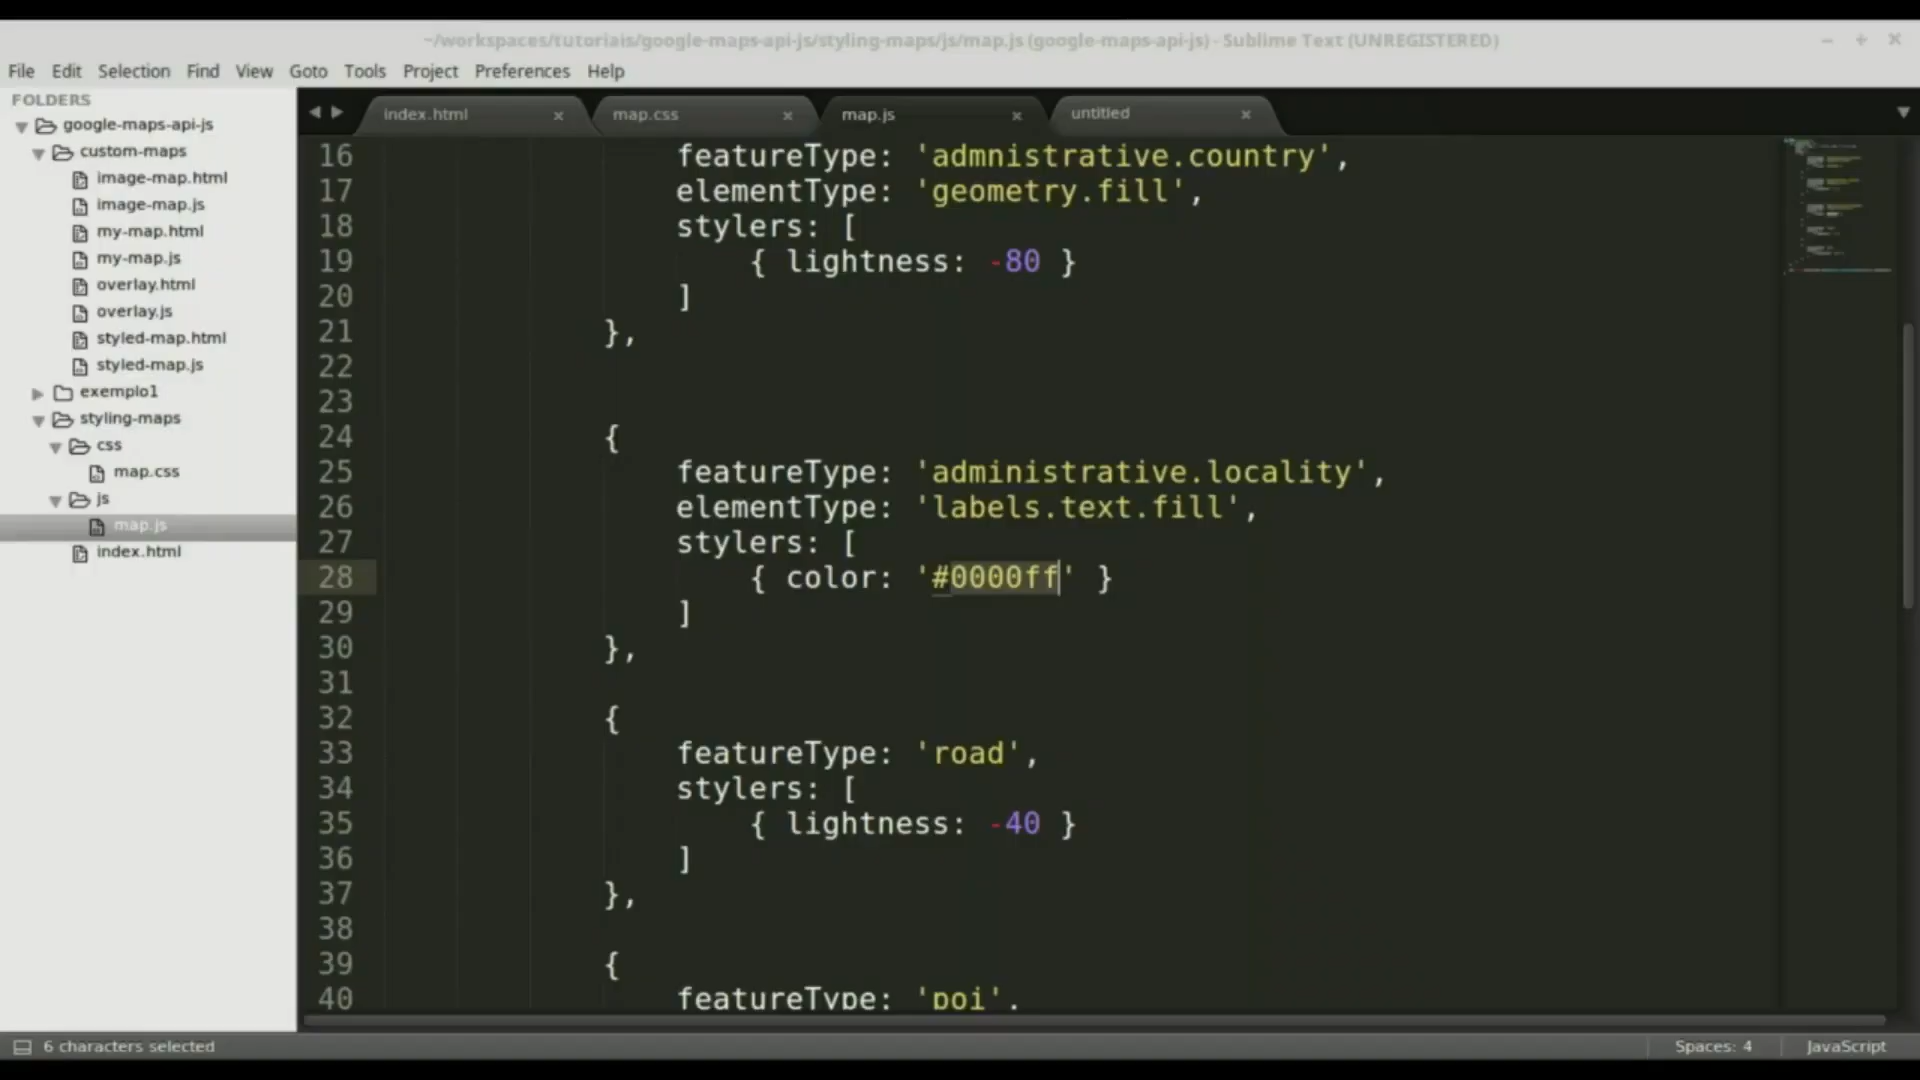 ~/workspaces/tutoriais/google-maps-api-js/styling-maps/js/map.js (google-maps-api-js) - Sublime Text (UNREGISTERED)
File Edit Selection Find View Goto Tools Project Preferences Help
FOLDERS
google-maps-api-js
custom-maps
image-map.html
image-map.js
my-map.html
my-map.js
overlay.html
overlay.js
styled-map.html
styled-map.js
exemplo1
styling-maps
css
map.css
js
map.js
index.html
index.html map.css map.js untitled
16 featureType: 'admnistrative.country',
17 elementType: 'geometry.fill',
18 stylers: [
19 { lightness: -80 }
20 ]
21 },
22
23
24 {
25 featureType: 'administrative.locality',
26 elementType: 'labels.text.fill',
27 stylers: [
28 { color: '#0000ff' }
29 ]
30 },
31
32 {
33 featureType: 'road',
34 stylers: [
35 { lightness: -40 }
36 ]
37 },
38
39 {
40 featureType: 'poi',
6 characters selected
Spaces: 4 JavaScript